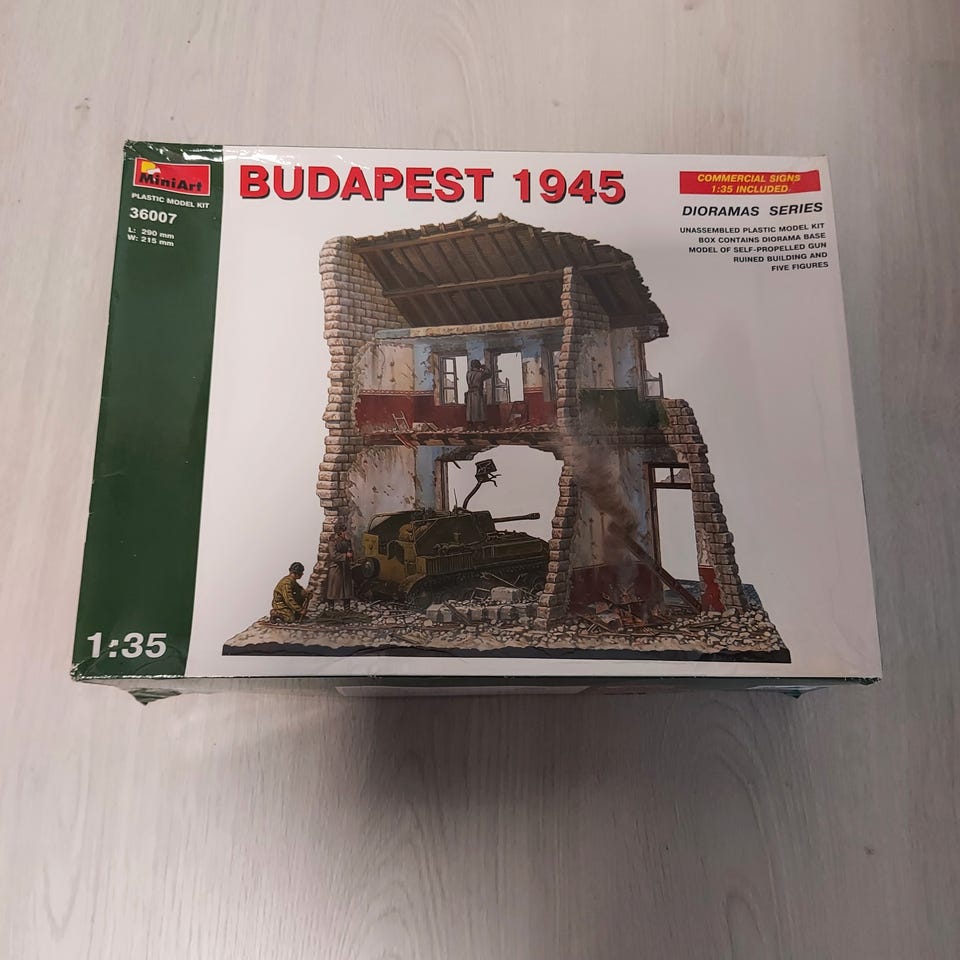 MiniArt
PLASTIC MODEL KIT
36007
L: 290 mm
W: 215 mm
BUDAPEST 1945
COMMERCIAL SIGNS
1:35 INCLUDED
DIORAMAS SERIES
UNASSEMBLED PLASTIC MODEL KIT
BOX CONTAINS DIORAMA BASE
MODEL OF SELF-PROPELLED GUN
RUINED BUILDING AND
FIVE FIGURES
1:35